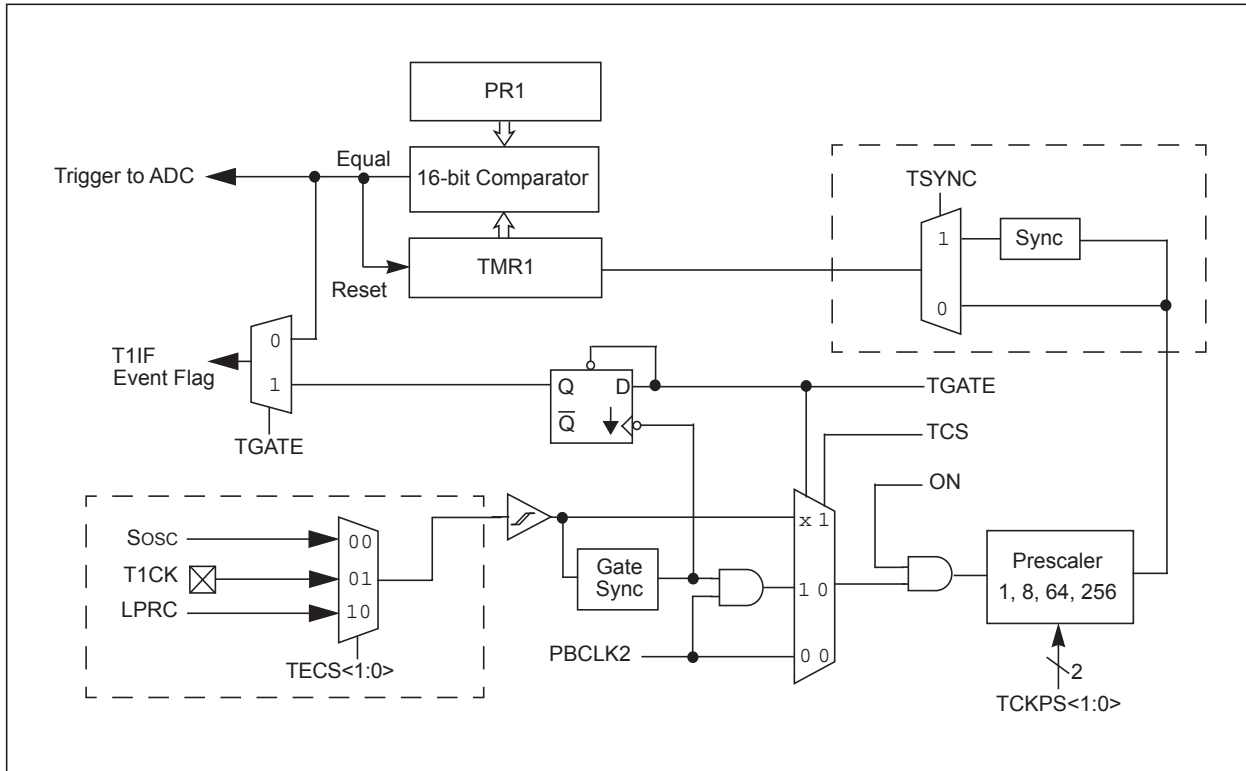 PR1
Equal
Trigger to ADC
16-bit Comparator
TSYNC
1
Sync
TMR1
Reset
0
0
T1IF
Event Flag
1
Q
D
Q
TGATE
TGATE
TCS
ON
SOSC
00
x 1
T1CK
01
Gate
Sync
1 0
Prescaler
1, 8, 64, 256
LPRC
10
PBCLK2
0 0
TECS<1:0>
2
TCKPS<1:0>